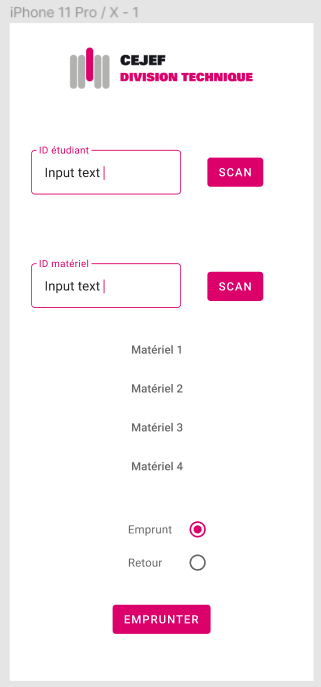 iPhone 11 Pro / X - 1
CEJEF
DIVISION TECHNIQUE
ID étudiant
Input text
SCAN
ID matériel
Input text
SCAN
Matériel 1
Matériel 2
Matériel 3
Matériel 4
Emprunt
Retour
EMPRUNTER